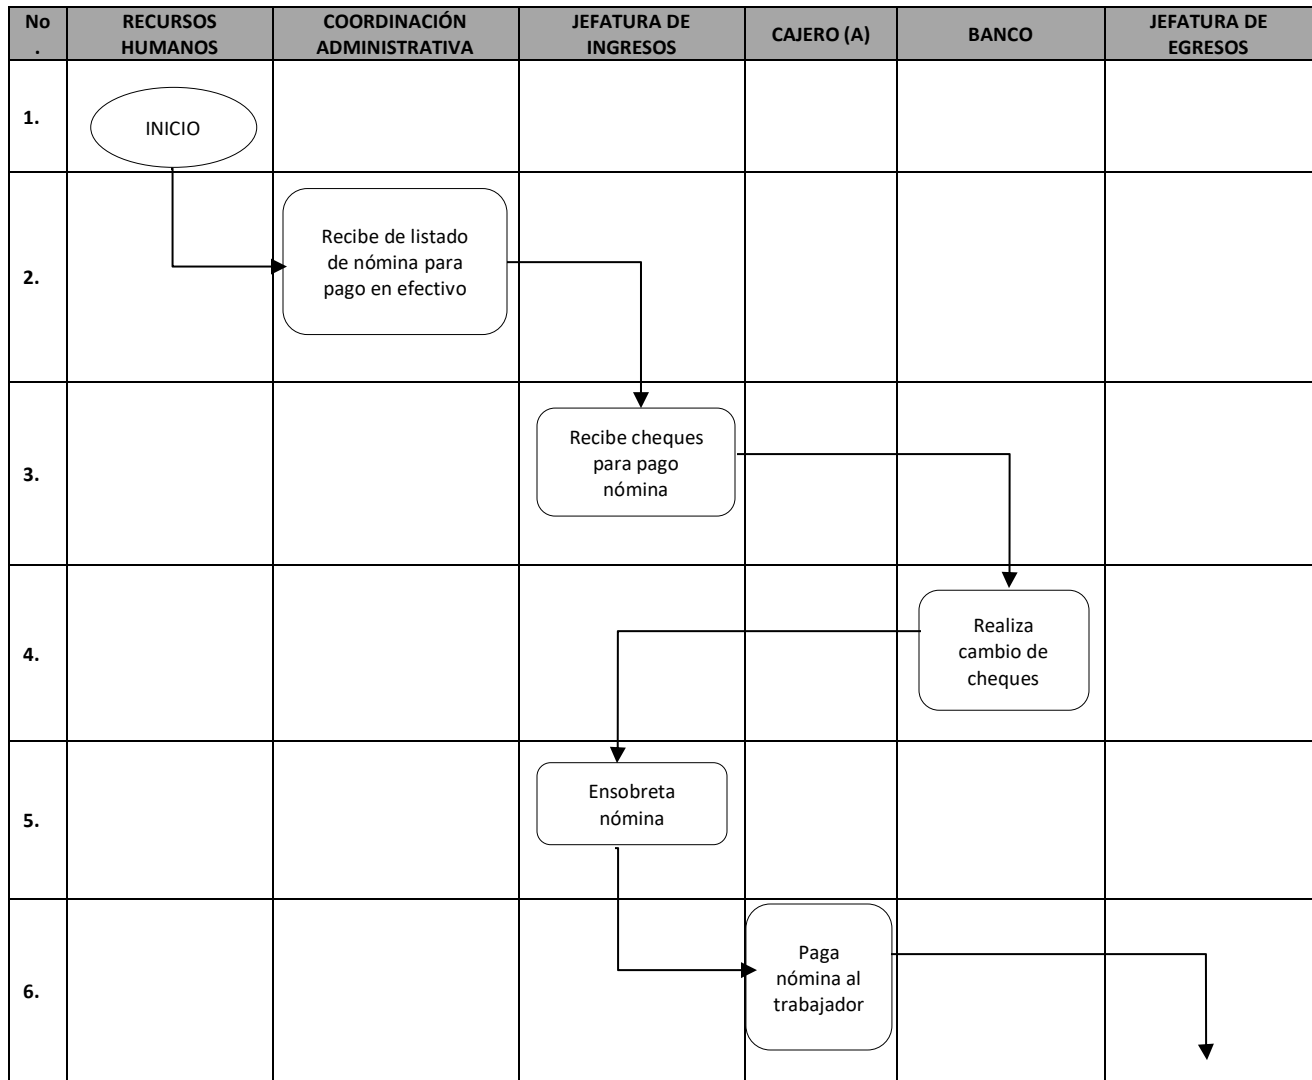 No
.
RECURSOS
HUMANOS
COORDINACIÓN
ADMINISTRATIVA
JEFATURA DE
INGRESOS
CAJERO (A)
BANCO
JEFATURA DE
EGRESOS
1.
INICIO
2.
Recibe de listado
de nómina para
pago en efectivo
3.
Recibe cheques
para pago
nómina
4.
Realiza
cambio de
cheques
5.
Ensobreta
nómina
6.
Paga
nómina al
trabajador